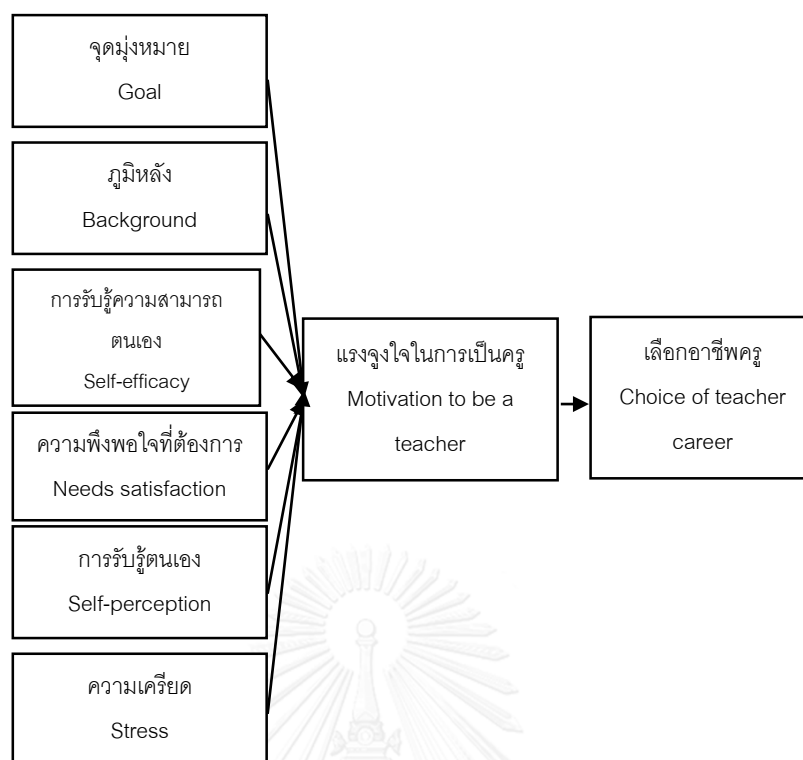 จุดมุ่งหมาย
Goal
ภูมิหลัง
Background
การรับรู้ความสามารถ
ตนเอง
Self-efficacy
ความพึงพอใจที่ต้องการ
Needs satisfaction
การรับรู้ตนเอง
Self-perception
ความเครียด
Stress
แรงจูงใจในการเป็นครู
Motivation to be a
teacher
เลือกอาชีพครู
Choice of teacher
career